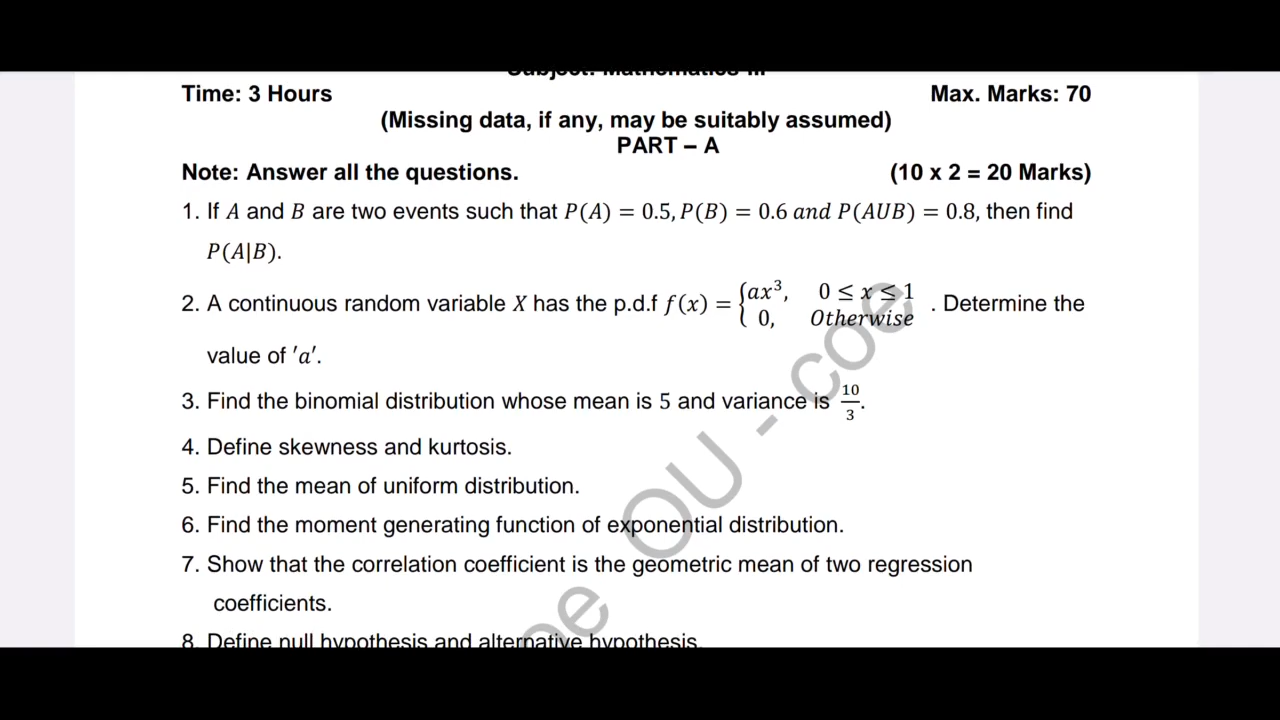 Subject: Mathematics-III
Time: 3 Hours Max. Marks: 70
(Missing data, if any, may be suitably assumed)
PART – A
Note: Answer all the questions. (10 x 2 = 20 Marks)
1. If A and B are two events such that P(A) = 0.5, P(B) = 0.6 and P(AUB) = 0.8, then find
P(A|B).
2. A continuous random variable X has the p.d.f f(x) = {ax³, 0 ≤ x ≤ 1 0, Otherwise . Determine the
value of 'a'.
3. Find the binomial distribution whose mean is 5 and variance is 10/3.
4. Define skewness and kurtosis.
5. Find the mean of uniform distribution.
6. Find the moment generating function of exponential distribution.
7. Show that the correlation coefficient is the geometric mean of two regression
coefficients.
8. Define null hypothesis and alternative hypothesis.
OU - coe